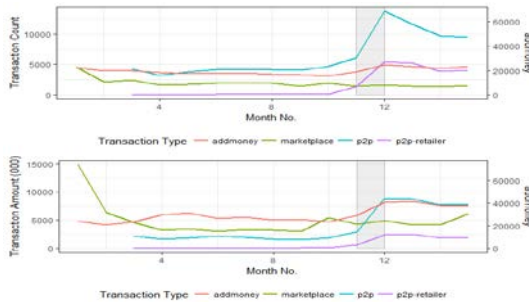 Transaction Count
10000
5000
0
60000
40000
20000
0
addmoney
4
8
12
Month No.
Transaction Type addmoney marketplace p2p p2p-retailer
Transaction Amount (000)
15000
10000
5000
0
60000
40000
20000
0
addmoney
4
8
12
Month No.
Transaction Type addmoney marketplace p2p p2p-retailer